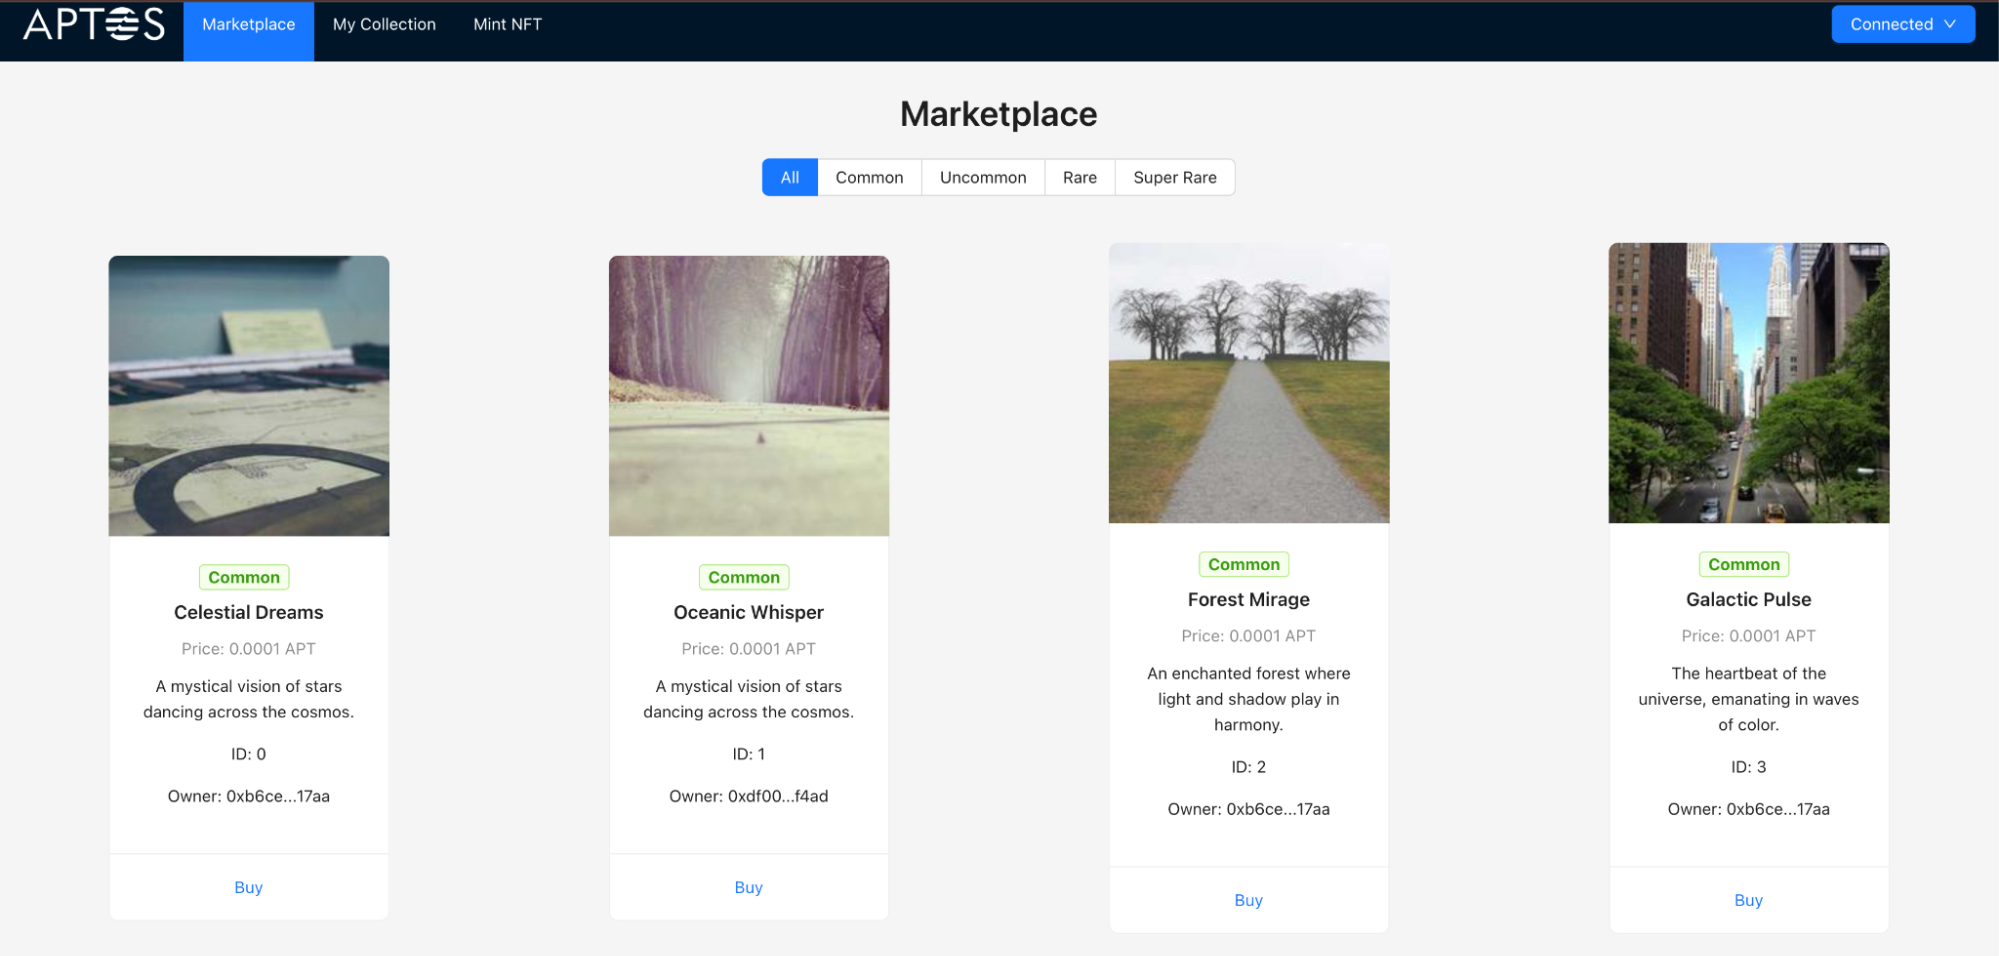 APTOS
Marketplace
My Collection
Mint NFT
Connected
Marketplace
All
Common
Uncommon
Rare
Super Rare
Common
Celestial Dreams
Price: 0.0001 APT
A mystical vision of stars
dancing across the cosmos.
ID: 0
Owner: 0xb6ce...17aa
Buy
Common
Oceanic Whisper
Price: 0.0001 APT
A mystical vision of stars
dancing across the cosmos.
ID: 1
Owner: 0xdf00...f4ad
Buy
Common
Forest Mirage
Price: 0.0001 APT
An enchanted forest where
light and shadow play in
harmony.
ID: 2
Owner: 0xb6ce...17aa
Buy
Common
Galactic Pulse
Price: 0.0001 APT
The heartbeat of the
universe, emanating in waves
of color.
ID: 3
Owner: 0xb6ce...17aa
Buy